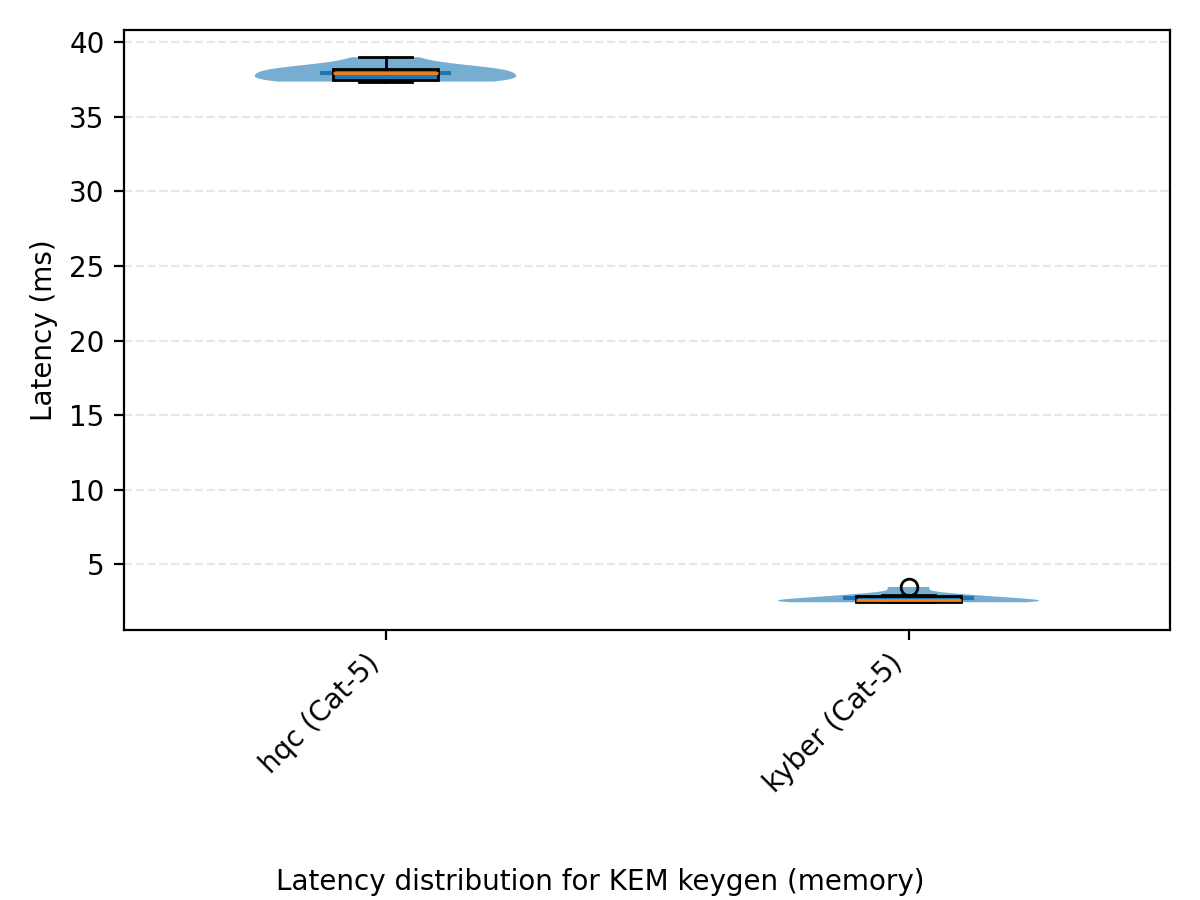 40
35
30
25
20
15
10
5
Latency (ms)
hqc (Cat-5)
kyber (Cat-5)
Latency distribution for KEM keygen (memory)